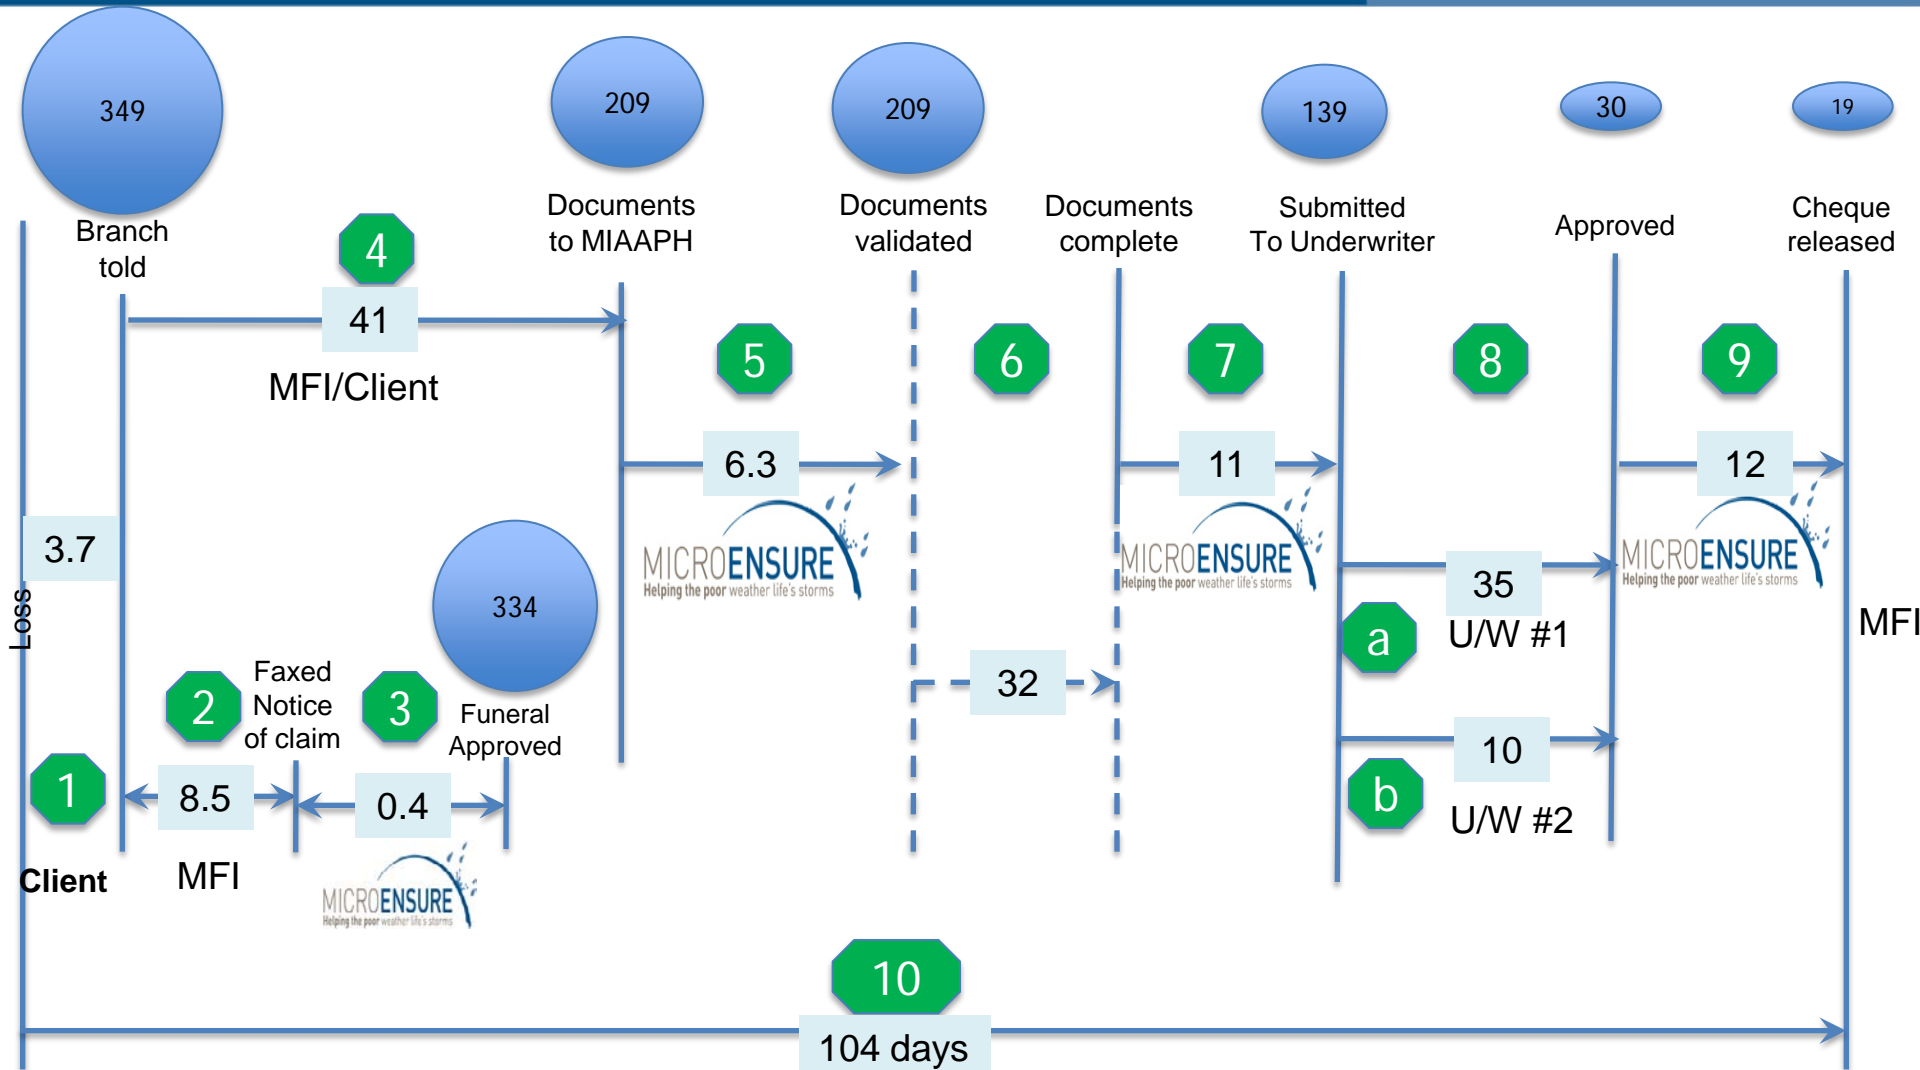 349
209
209
139
30
19
Branch
told
Documents
to MIAAPH
Documents
validated
Documents
complete
Submitted
To Underwriter
Approved
Cheque
released
4
41
MFI/Client
5
6
7
8
9
6.3
11
12
MICROENSURE
Helping the poor weather life's storms
MICROENSURE
Helping the poor weather life's storms
MICROENSURE
Helping the poor weather life's storms
3.7
Loss
334
35
U/W #1
a
MFI
32
2
Faxed
Notice
of claim
3
Funeral
Approved
10
U/W #2
b
1
8.5
0.4
Client
MFI
MICROENSURE
Helping the poor weather life's storms
10
104 days